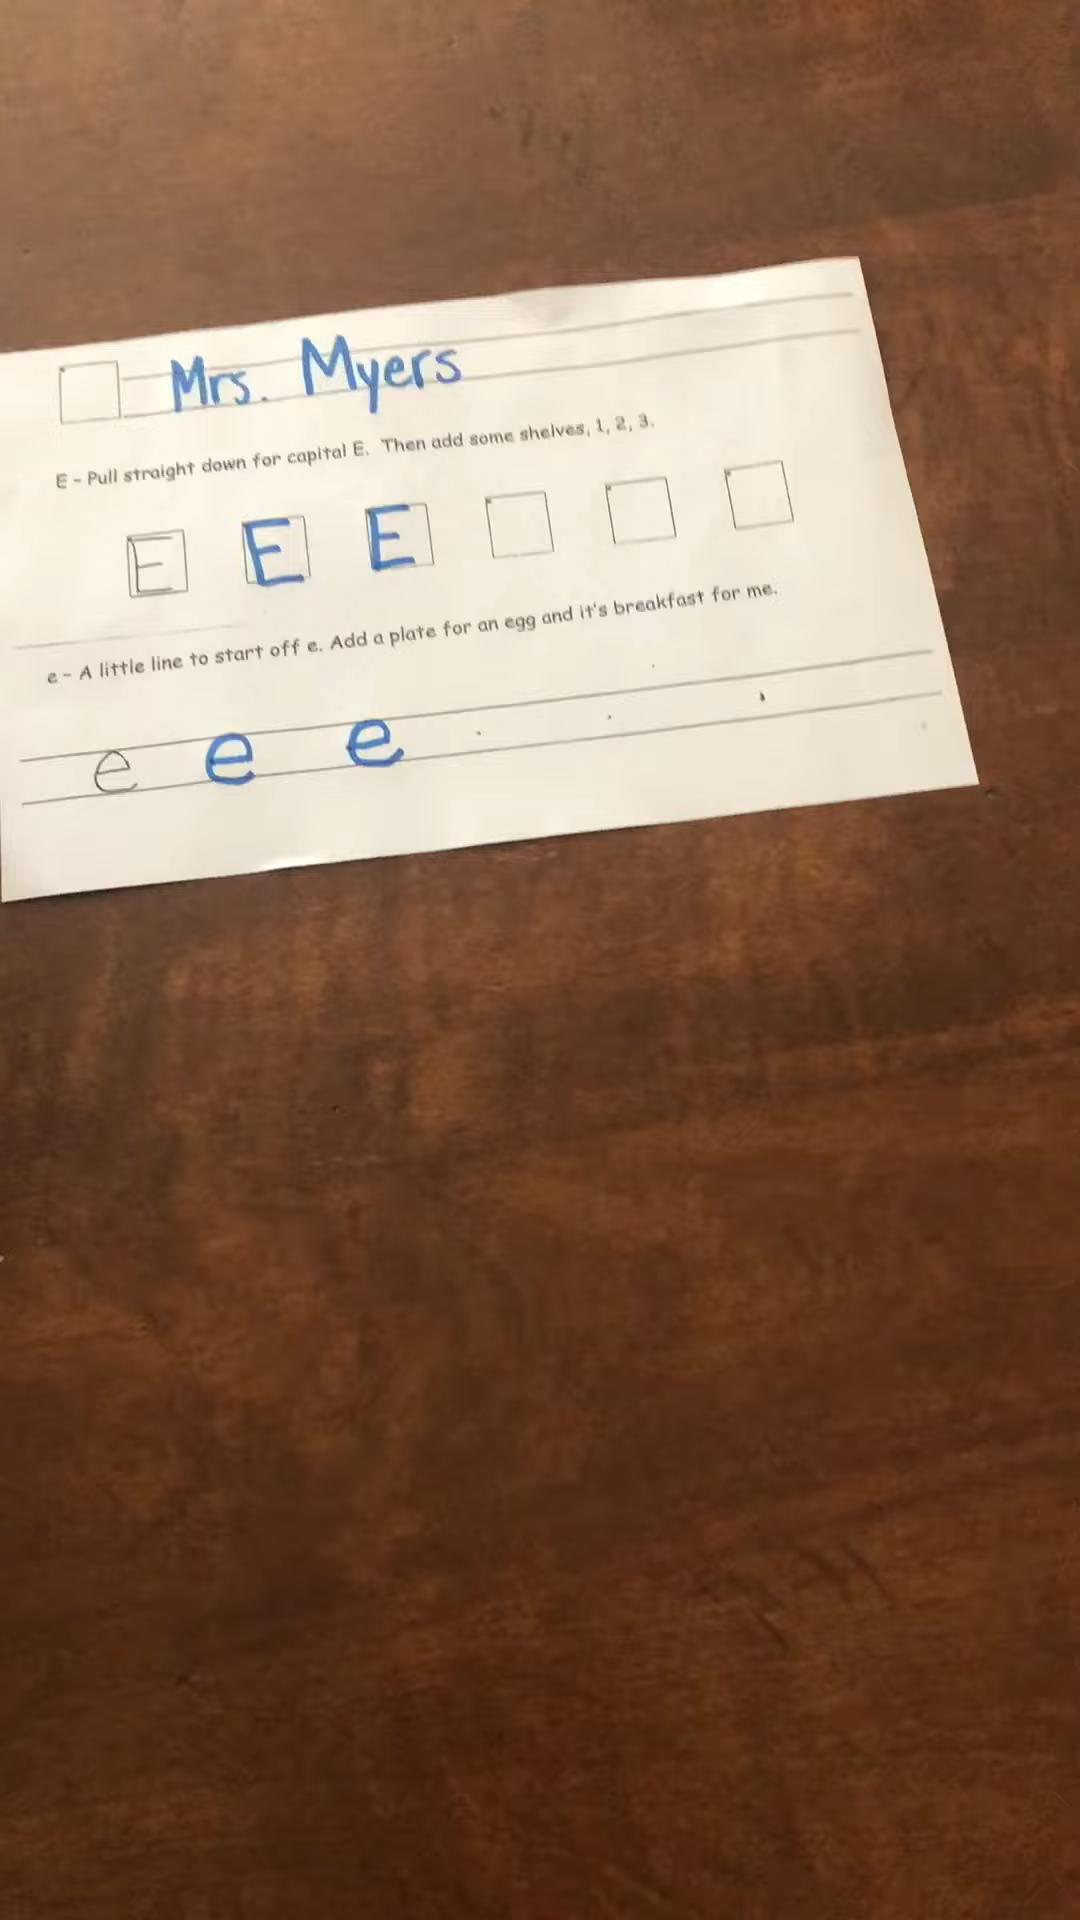 Mrs. Myers
E - Pull straight down for capital E. Then add some shelves, 1, 2, 3.
E E E
e - A little line to start off e. Add a plate for an egg and it's breakfast for me.
e e e